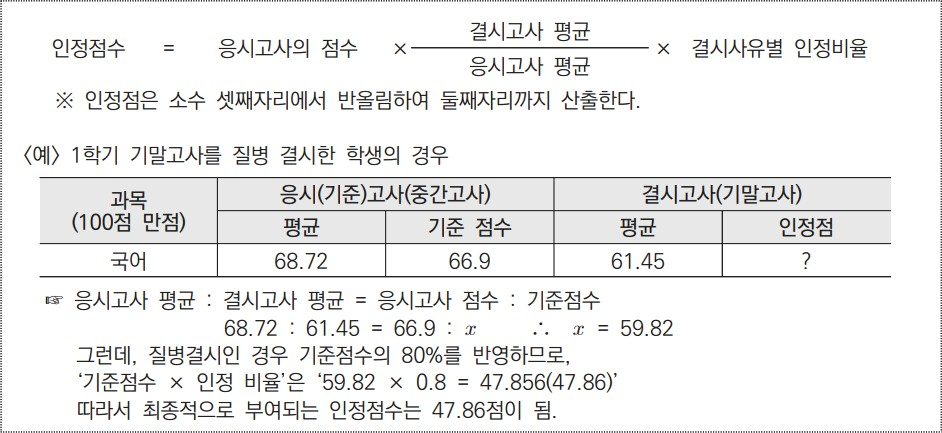 인정점수 = 응시고사의 점수 × 결시고사 평균 / 응시고사 평균 × 결시사유별 인정비율
※ 인정점은 소수 셋째자리에서 반올림하여 둘째자리까지 산출한다.
〈예〉 1학기 기말고사를 질병 결시한 학생의 경우
과목 (100점 만점) 응시(기준)고사(중간고사) 결시고사(기말고사)
평균 기준 점수 평균 인정점
국어 68.72 66.9 61.45 ?
☞ 응시고사 평균 : 결시고사 평균 = 응시고사 점수 : 기준점수
68.72 : 61.45 = 66.9 : x ∴ x = 59.82
그런데, 질병결시인 경우 기준점수의 80%를 반영하므로,
‘기준점수 × 인정 비율’은 ‘59.82 × 0.8 = 47.856(47.86)’
따라서 최종적으로 부여되는 인정점수는 47.86점이 됨.